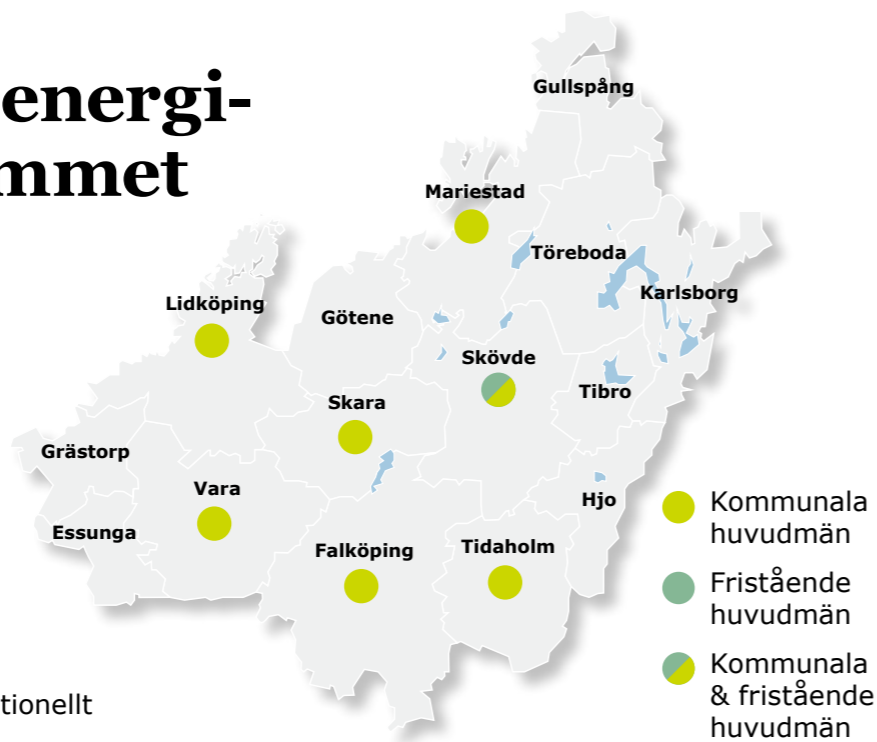 energi-
mmet
Gullspång
Mariestad
Töreboda
Karlsborg
Lidköping
Götene
Skövde
Tibro
Skara
Grästorp
Vara
Hjo
Essunga
Falköping
Tidaholm
Kommunala
huvudmän
Fristående
huvudmän
Kommunala
& fristående
huvudmän
tionellt